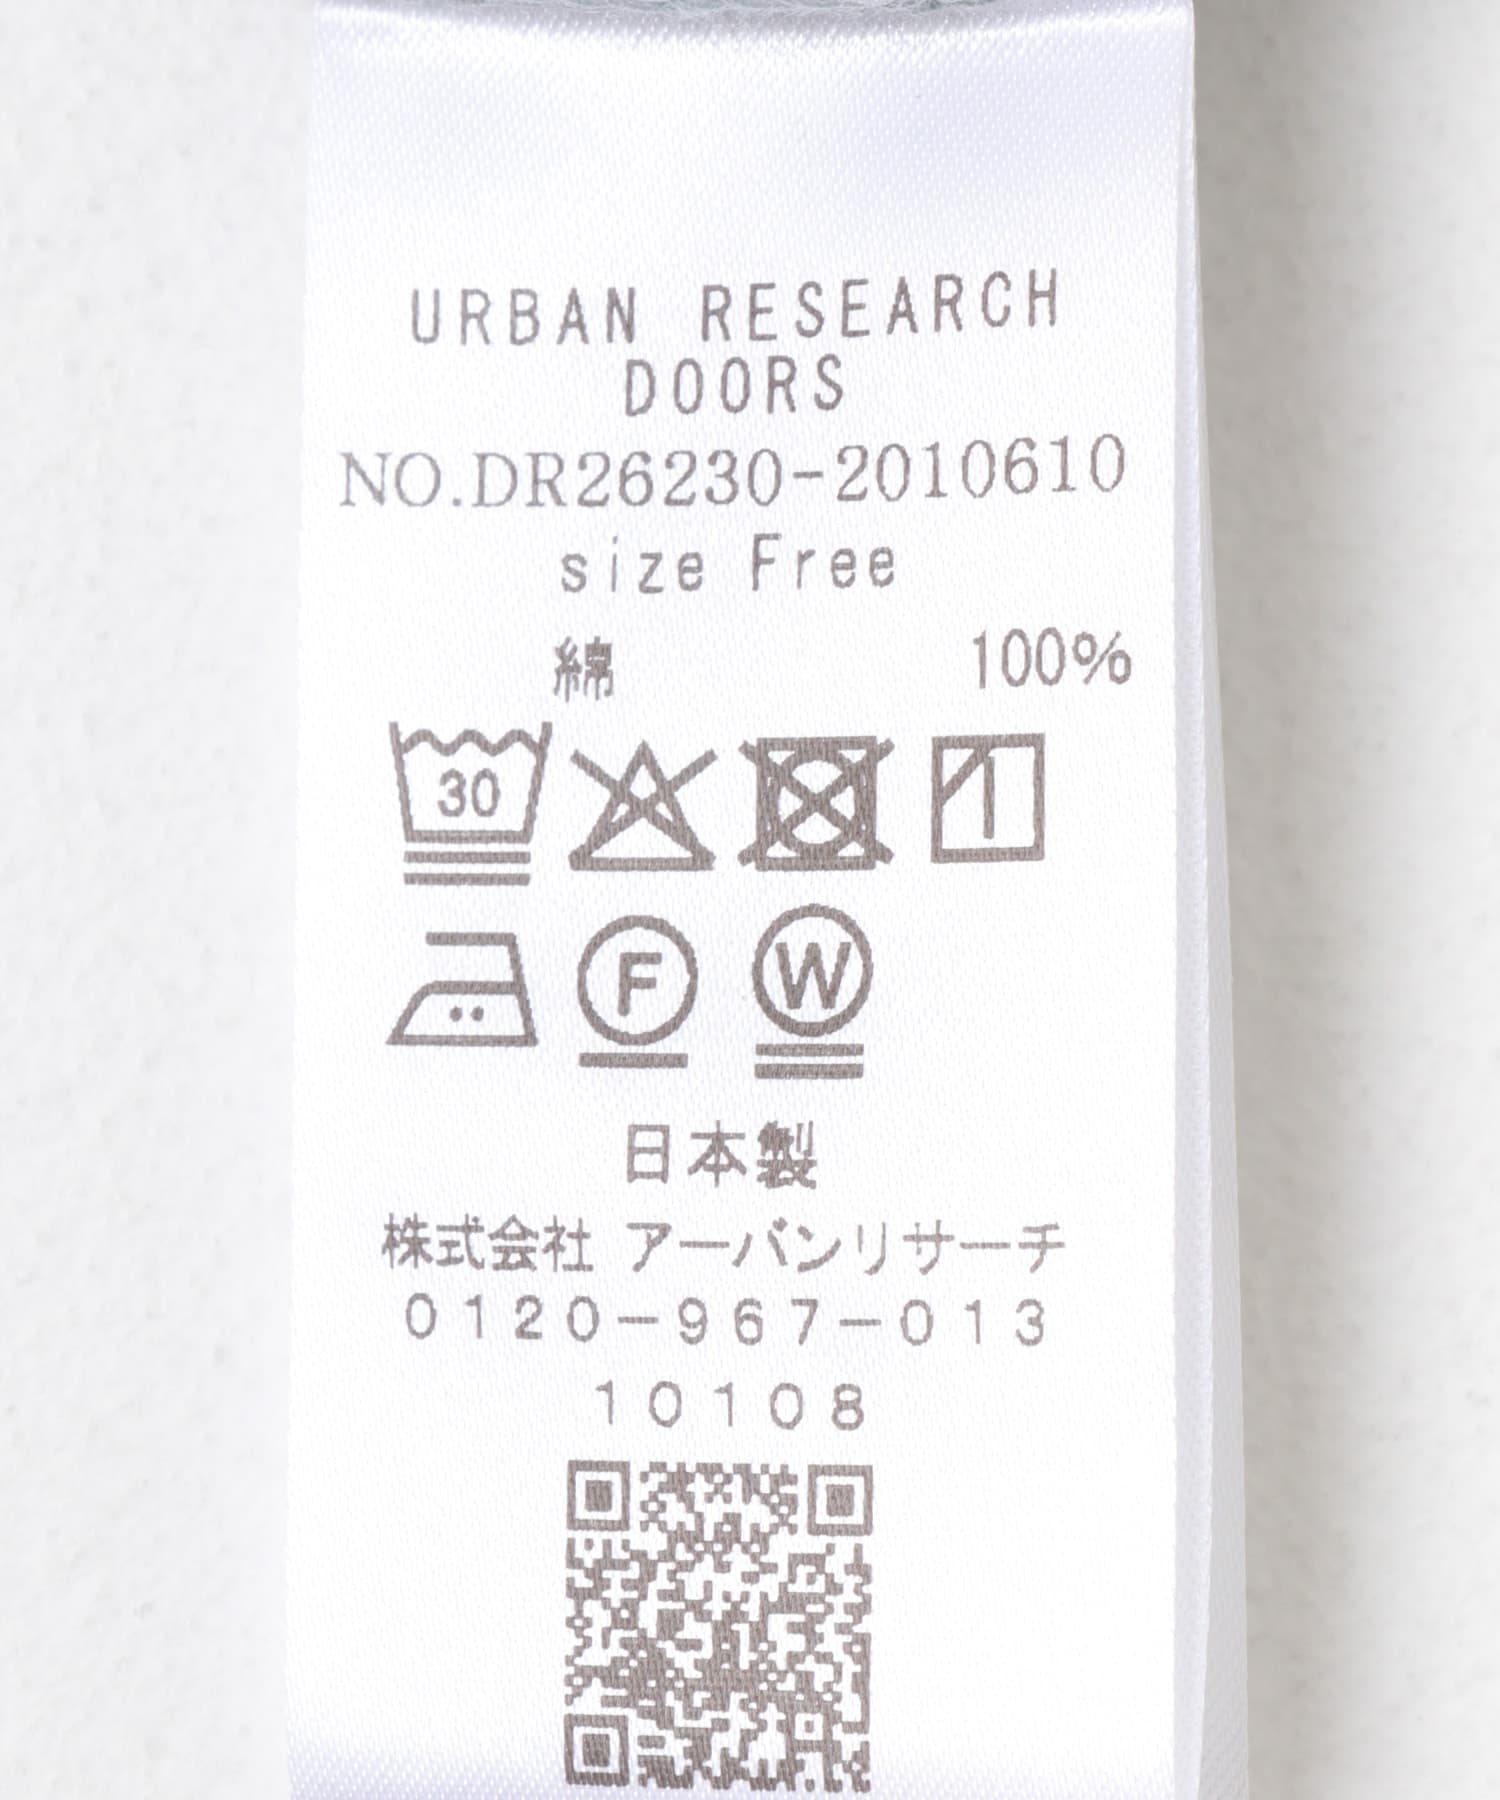 URBAN RESEARCH
DOORS
NO.DR26230-2010610
size Free
綿 100%
30
F W
日本製
株式会社 アーバンリサーチ
0120-967-013
10108